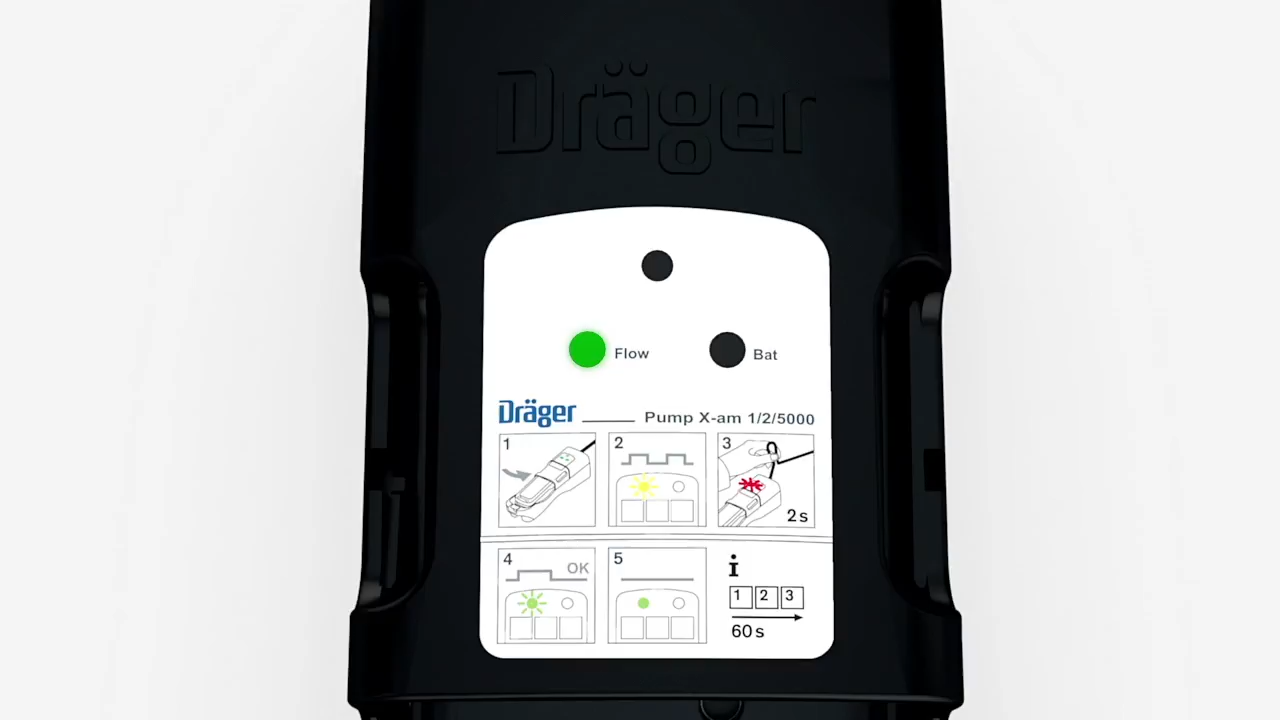 Dräger
Flow
Bat
Dräger
Pump X-am 1/2/5000
1
2
3
2 s
4
OK
5
i
1 2 3
60 s